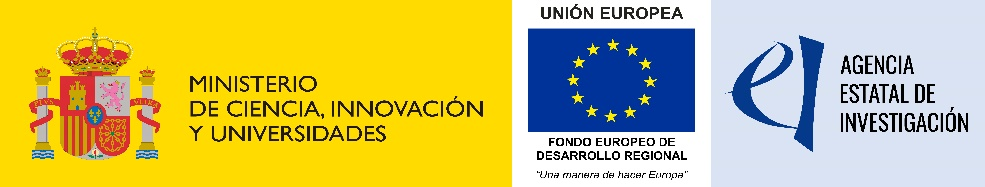 MINISTERIO
DE CIENCIA, INNOVACIÓN
Y UNIVERSIDADES
UNIÓN EUROPEA
FONDO EUROPEO DE
DESARROLLO REGIONAL
"Una manera de hacer Europa"
AGENCIA
ESTATAL DE
INVESTIGACIÓN